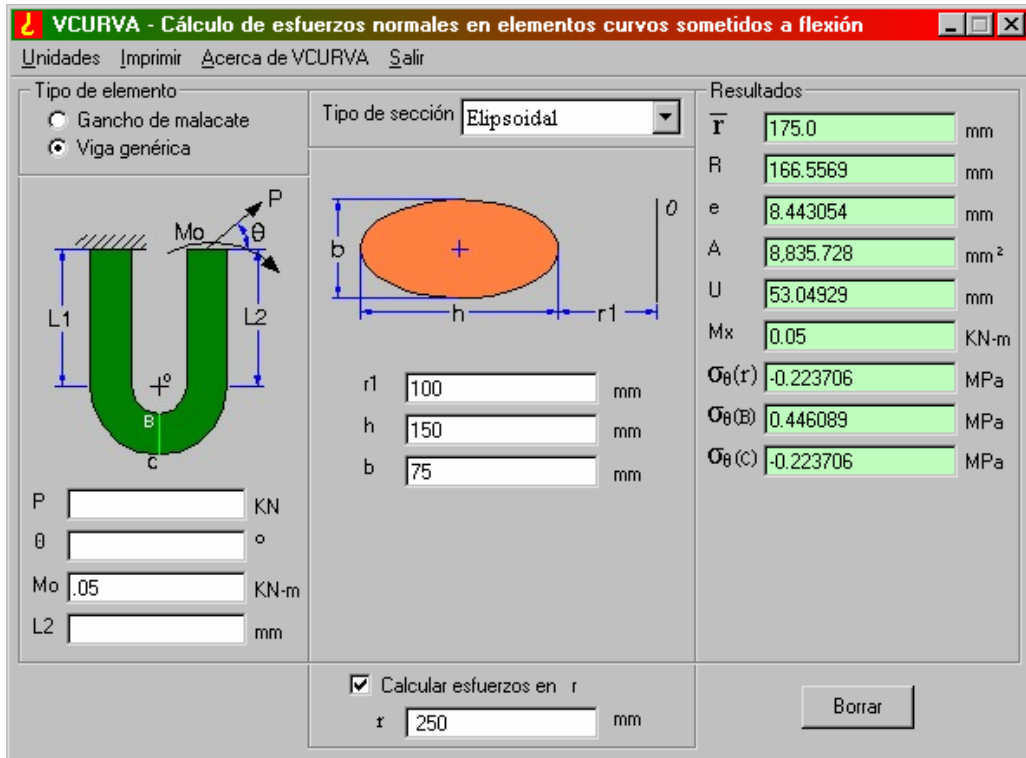 VCURVA - Cálculo de esfuerzos normales en elementos curvos sometidos a flexión
Unidades Imprimir Acerca de VCURVA Salir
Tipo de elemento
Gancho de malacate
Viga genérica
P
Mo
θ
L1
L2
o
B
C
P KN
θ °
Mo .05 KN-m
L2 mm
Tipo de sección Elipsoidal
0
b
h
r1
r1 100 mm
h 150 mm
b 75 mm
Calcular esfuerzos en r
r 250 mm
Resultados
r̅ 175.0 mm
R 166.5569 mm
e 8.443054 mm
A 8,835.728 mm²
U 53.04929 mm
Mx 0.05 KN-m
σθ(r) -0.223706 MPa
σθ(B) 0.446089 MPa
σθ(C) -0.223706 MPa
Borrar